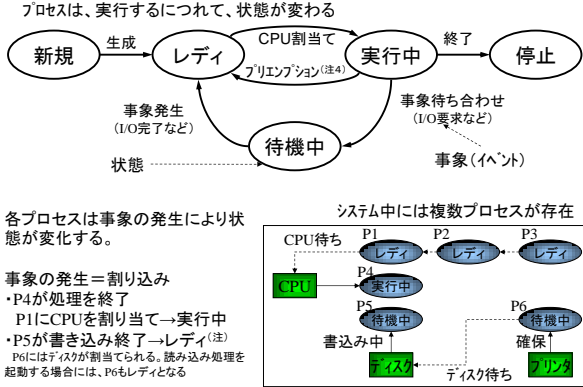 プロセスは、実行するにつれて、状態が変わる
新規
生成
レディ
CPU割当て
プリエンプション(注4)
実行中
終了
停止
事象発生
(I/O完了など)
待機中
事象待ち合わせ
(I/O要求など)
状態
事象(イベント)
各プロセスは事象の発生により状
態が変化する。
事象の発生=割り込み
・P4が処理を終了
P1にCPUを割り当て→実行中
・P5が書き込み終了→レディ(注)
P6にはディスクが割当てられる。読み込み処理を
起動する場合には、P6もレディとなる
システム中には複数プロセスが存在
CPU待ち
P1
レディ
P2
レディ
P3
レディ
CPU
P4
実行中
P5
待機中
P6
待機中
書込み中
確保
ディスク
ディスク待ち
プリンタ